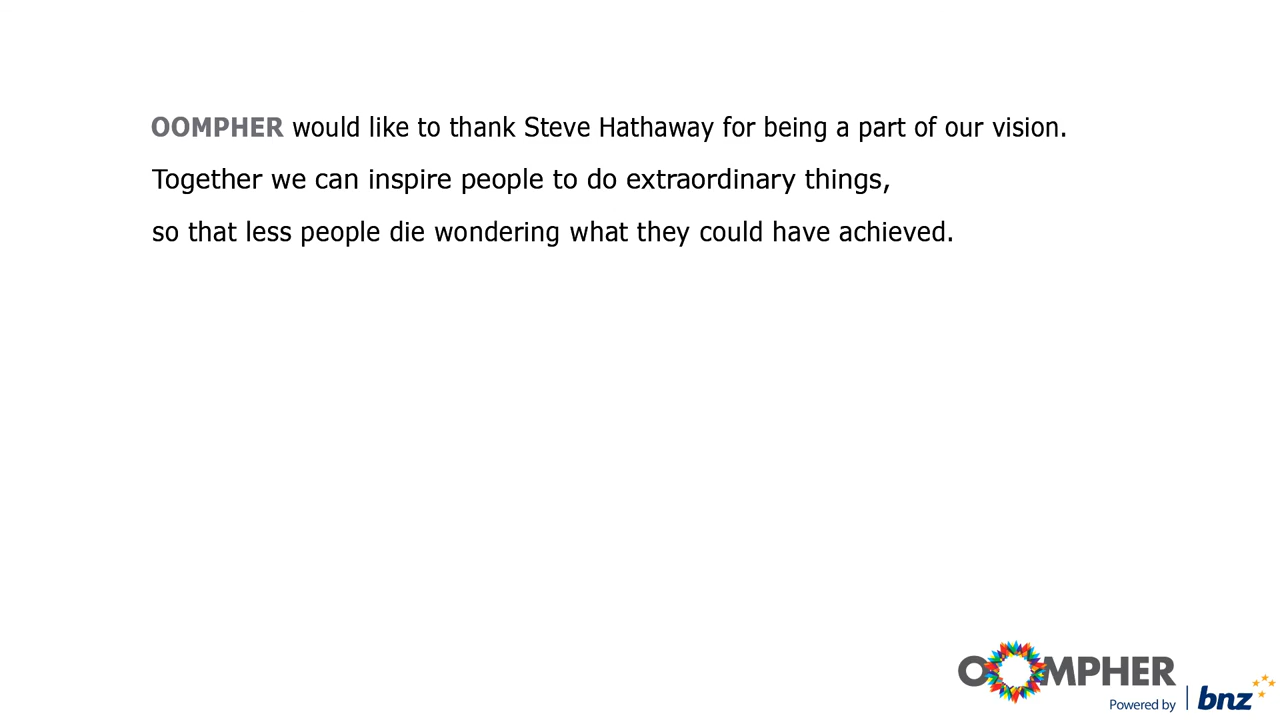 OOMPHER would like to thank Steve Hathaway for being a part of our vision.
Together we can inspire people to do extraordinary things,
so that less people die wondering what they could have achieved.
OOMPHER
Powered by | bnz